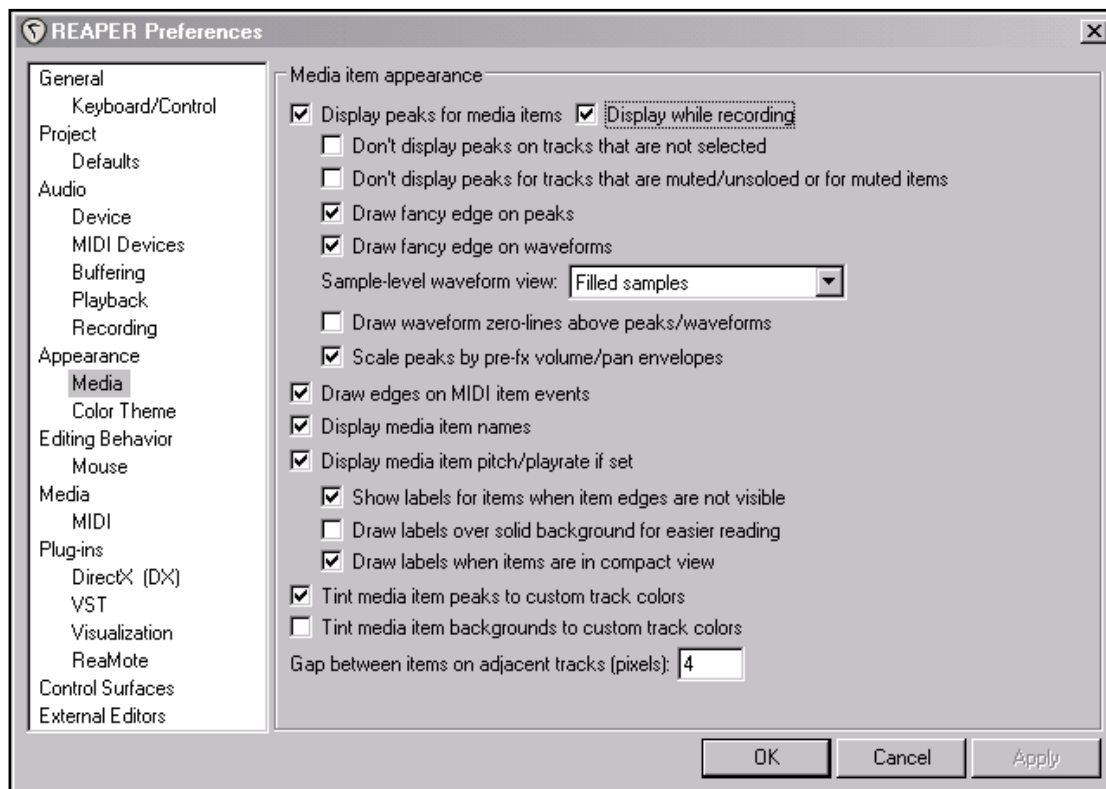 REAPER Preferences
General
Keyboard/Control
Project
Defaults
Audio
Device
MIDI Devices
Buffering
Playback
Recording
Appearance
Media
Color Theme
Editing Behavior
Mouse
Media
MIDI
Plug-ins
DirectX (DX)
VST
Visualization
ReaMote
Control Surfaces
External Editors
Media item appearance
Display peaks for media items Display while recording
Don't display peaks on tracks that are not selected
Don't display peaks for tracks that are muted/unsoloed or for muted items
Draw fancy edge on peaks
Draw fancy edge on waveforms
Sample-level waveform view: Filled samples
Draw waveform zero-lines above peaks/waveforms
Scale peaks by pre-fx volume/pan envelopes
Draw edges on MIDI item events
Display media item names
Display media item pitch/playrate if set
Show labels for items when item edges are not visible
Draw labels over solid background for easier reading
Draw labels when items are in compact view
Tint media item peaks to custom track colors
Tint media item backgrounds to custom track colors
Gap between items on adjacent tracks (pixels): 4
OK Cancel Apply